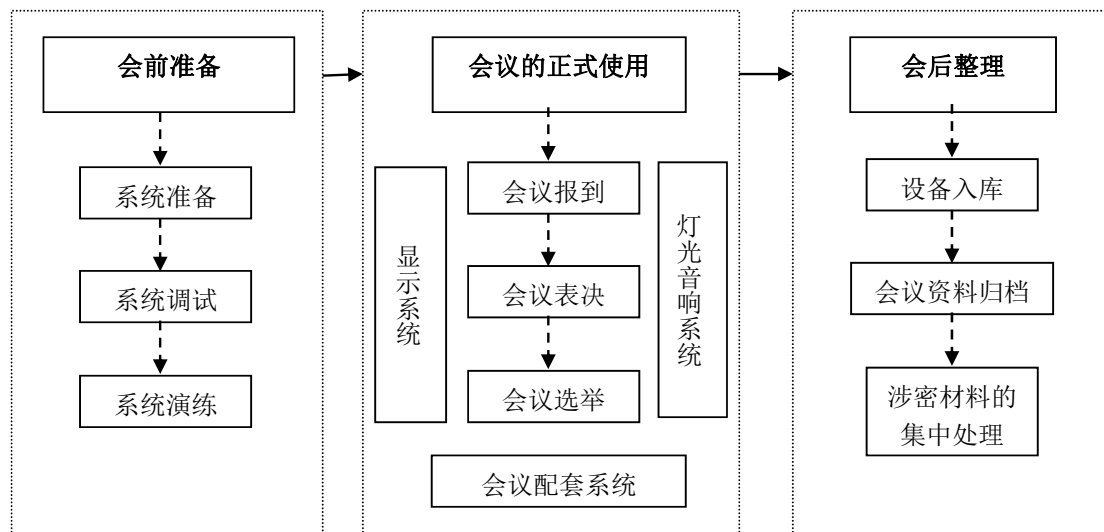 会前准备
系统准备
系统调试
系统演练
会议的正式使用
显示系统
会议报到
会议表决
会议选举
灯光音响系统
会议配套系统
会后整理
设备入库
会议资料归档
涉密材料的
集中处理